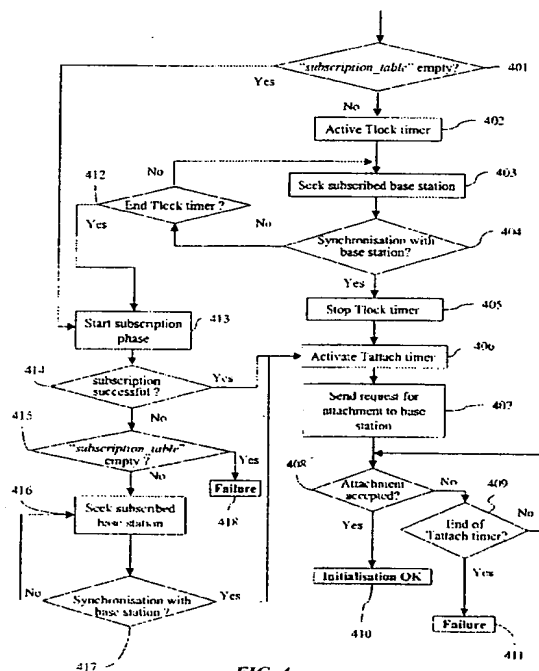 "subscription_table" empty?
401
Yes
No
Active Tlock timer
402
412
No
Seek subscribed base station
403
End Tlock timer ?
No
Yes
Synchronisation with
base station?
404
Yes
Stop Tlock timer
405
Start subscription
phase
413
Activate Tattach timer
406
414
subscription
successful ?
Yes
Send request for
attachment to base
station
407
No
415
"subscription_table"
empty ?
Yes
No
Failure
418
408
Attachment
accepted?
No
409
No
416
Seek subscribed
base station
Yes
End of
Tattach timer?
Initialisation OK
410
Yes
No
Synchronisation with
base station ?
Yes
Failure
411
417